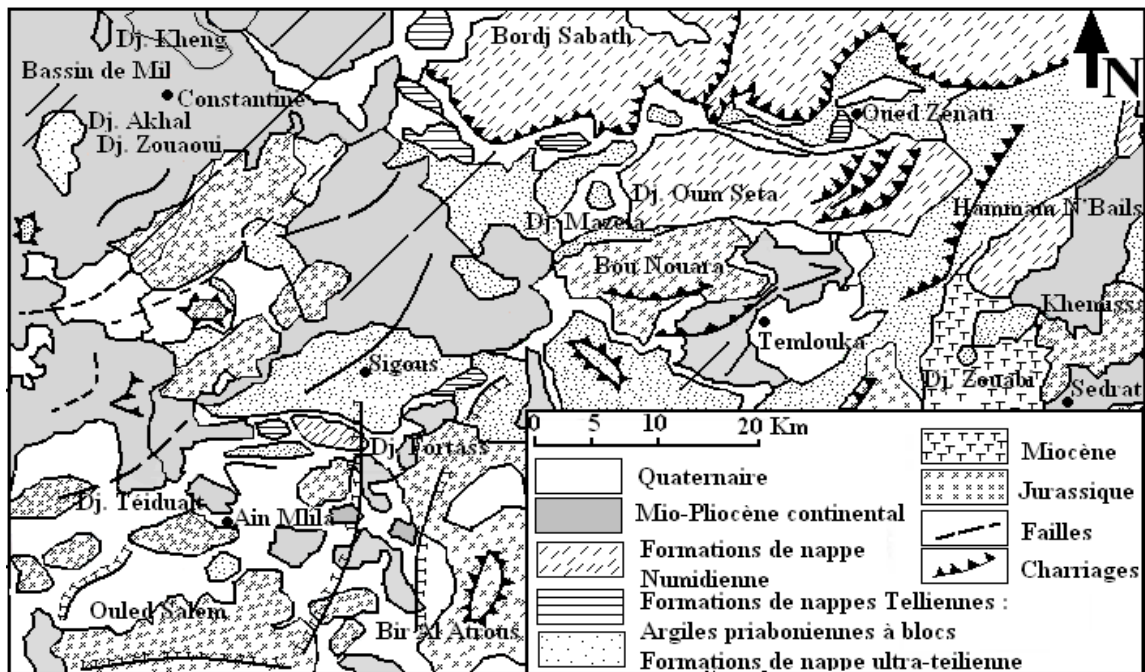 Dj. Kheng
Bordj Sabath
N
Bassin de Mil
Constantine
Oued Zenati
Dj. Akhal
Dj. Zouaoui
Dj. Oum Seta
Hammam N'Bails
Dj. Mazela
Bou Nouara
Khemissa
Temlouka
Sigous
Dj. Zouabi
Sedrat
0 5 10 20 Km
Dj. Fortass
Quaternaire
Miocène
Jurassique
Dj. Téidualt
Ain Mlila
Mio-Pliocène continental
Failles
Formations de nappe
Numidienne
Charriages
Formations de nappes Telliennes :
Ouled Salem
Bir Al Atrous
Argiles priaboniennes à blocs
Formations de nappe ultra-teilienne